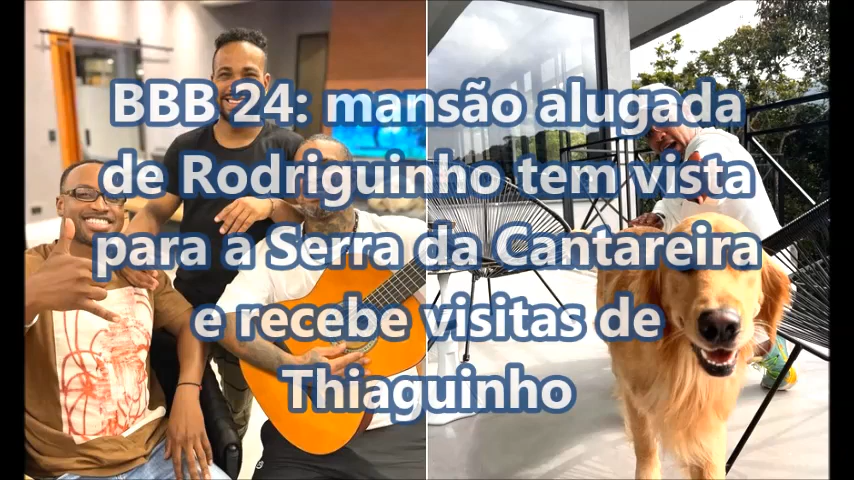 BBB 24: mansão alugada
de Rodriguinho tem vista
para a Serra da Cantareira
e recebe visitas de
Thiaguinho